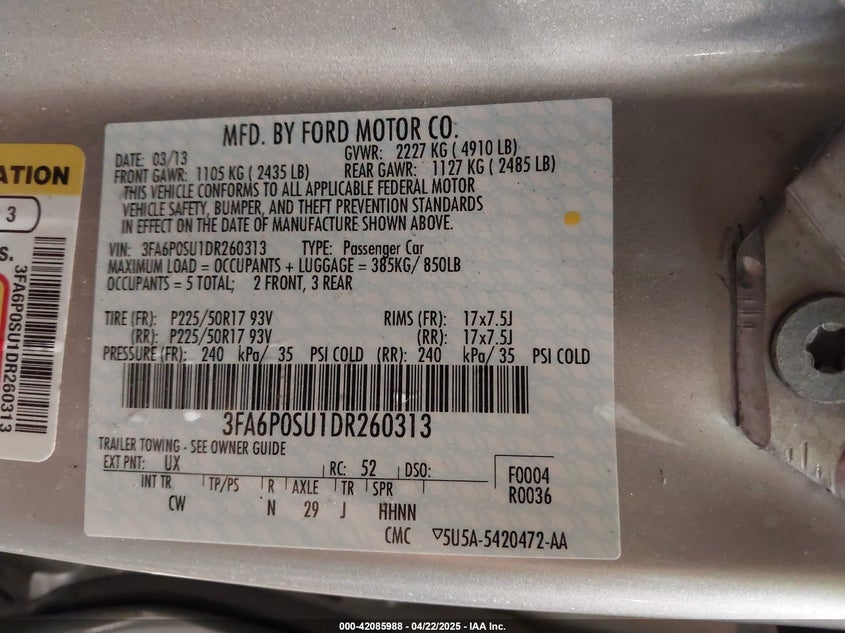 MFD. BY FORD MOTOR CO.
DATE: 03/13 GVWR: 2227 KG ( 4910 LB)
FRONT GAWR: 1105 KG ( 2435 LB) REAR GAWR: 1127 KG ( 2485 LB)
THIS VEHICLE CONFORMS TO ALL APPLICABLE FEDERAL MOTOR
VEHICLE SAFETY, BUMPER, AND THEFT PREVENTION STANDARDS
IN EFFECT ON THE DATE OF MANUFACTURE SHOWN ABOVE.
VIN: 3FA6P0SU1DR260313 TYPE: Passenger Car
MAXIMUM LOAD = OCCUPANTS + LUGGAGE = 385KG/ 850LB
OCCUPANTS = 5 TOTAL; 2 FRONT, 3 REAR
TIRE (FR): P225/50R17 93V RIMS (FR): 17x7.5J
(RR): P225/50R17 93V (RR): 17x7.5J
PRESSURE (FR): 240 kPa/ 35 PSI COLD (RR): 240 kPa/ 35 PSI COLD
3FA6P0SU1DR260313
TRAILER TOWING - SEE OWNER GUIDE
EXT PNT: UX RC: 52 DSO:
INT TR TP/PS R AXLE TR SPR
CW N 29 J HHNN
F0004
R0036
CMC ▽5U5A-5420472-AA
ATION
3
S.
3FA6P0SU1DR260313
000-42085988 - 04/22/2025 - IAA Inc.